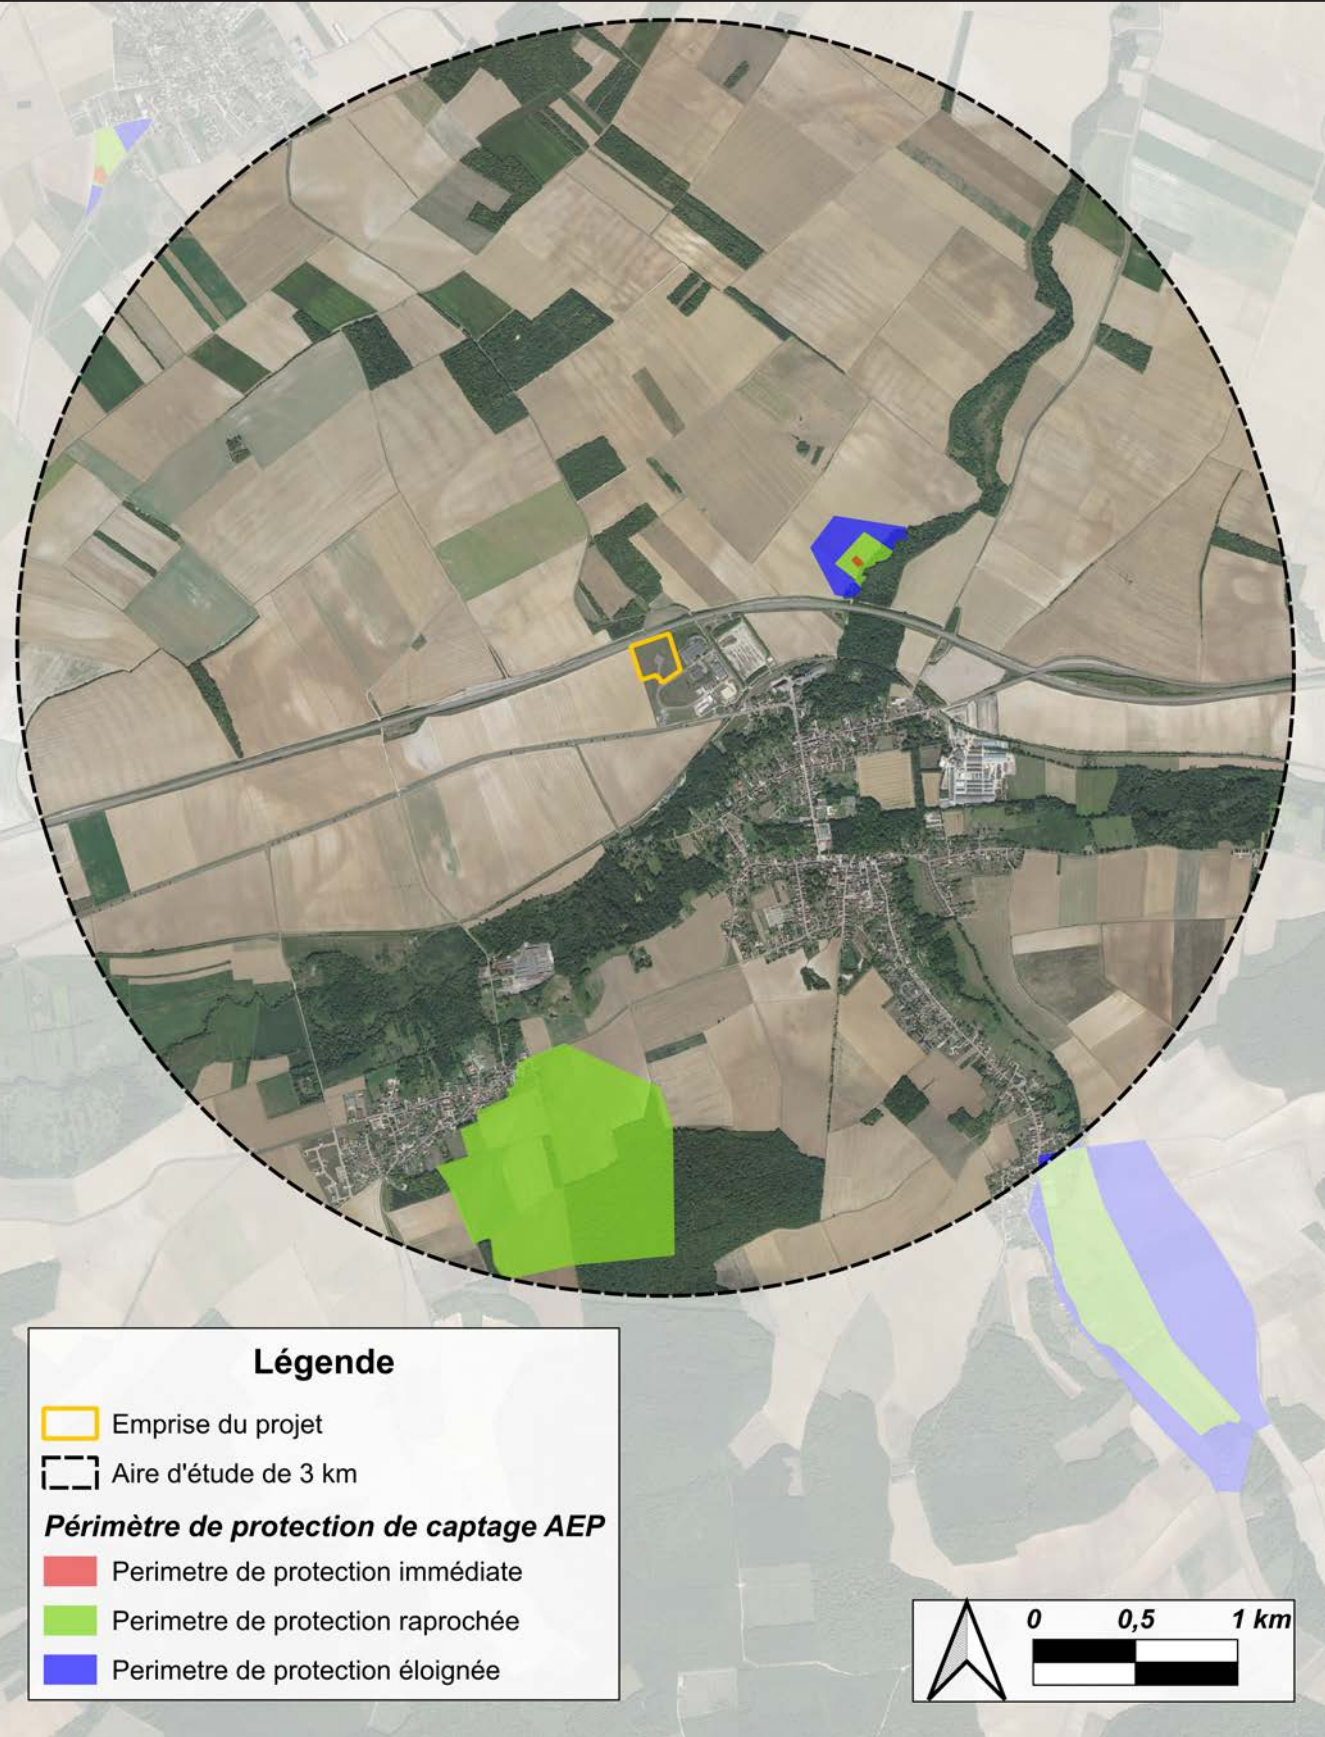 Légende
Emprise du projet
Aire d'étude de 3 km
Périmètre de protection de captage AEP
Perimetre de protection immédiate
Perimetre de protection raprochée
Perimetre de protection éloignée
0 0,5 1 km